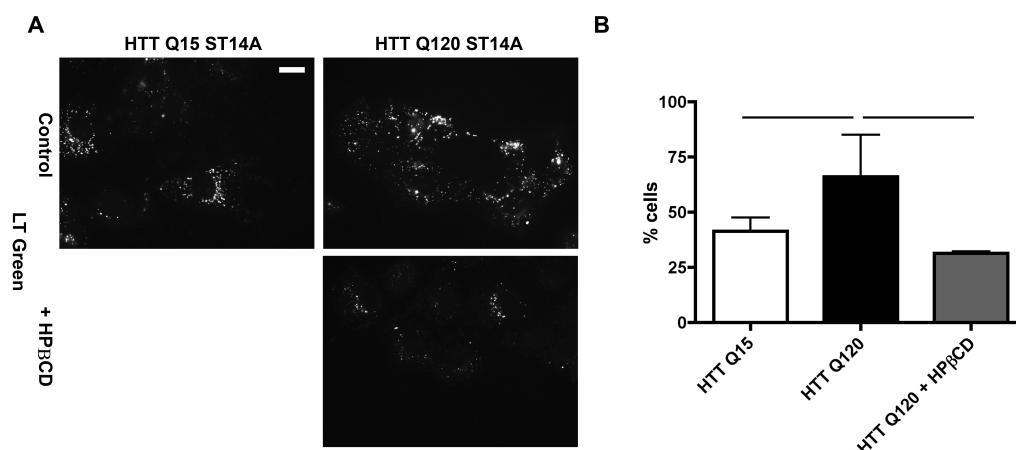 A
HTT Q15 ST14A
HTT Q120 ST14A
Control
LT Green
+ HPβCD
B
100
75
50
25
0
% cells
HTT Q15
HTT Q120
HTT Q120 + HPβCD